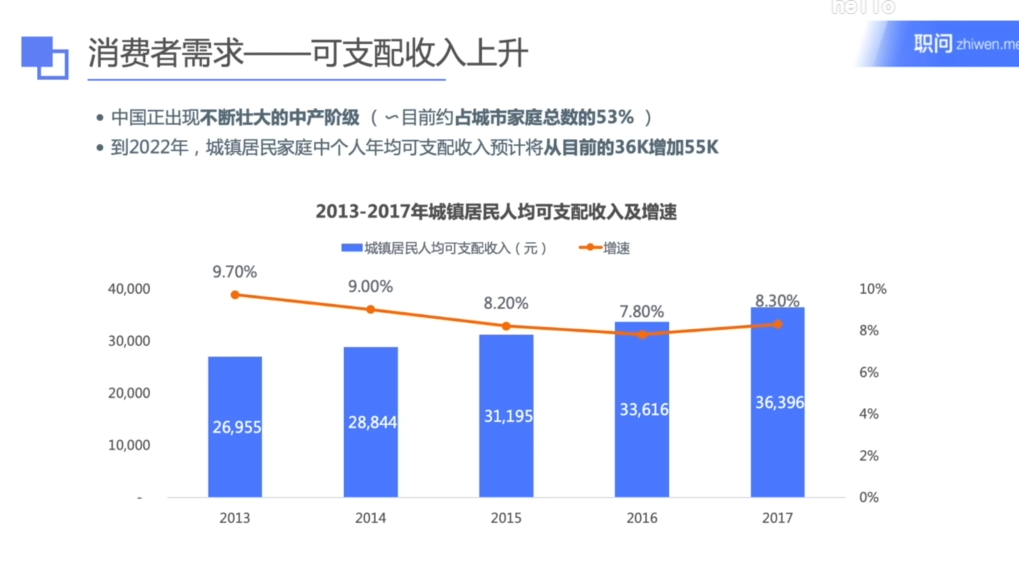 hello
消费者需求——可支配收入上升
职问 zhiwen.me
• 中国正出现不断壮大的中产阶级 （～目前约占城市家庭总数的53% ）
• 到2022年，城镇居民家庭中个人年均可支配收入预计将从目前的36K增加55K
2013-2017年城镇居民人均可支配收入及增速
城镇居民人均可支配收入（元） 增速
9.70% 9.00% 8.20% 7.80% 8.30%
40,000 10%
30,000 8%
20,000 6%
10,000 4%
- 2%
0%
26,955 28,844 31,195 33,616 36,396
2013 2014 2015 2016 2017